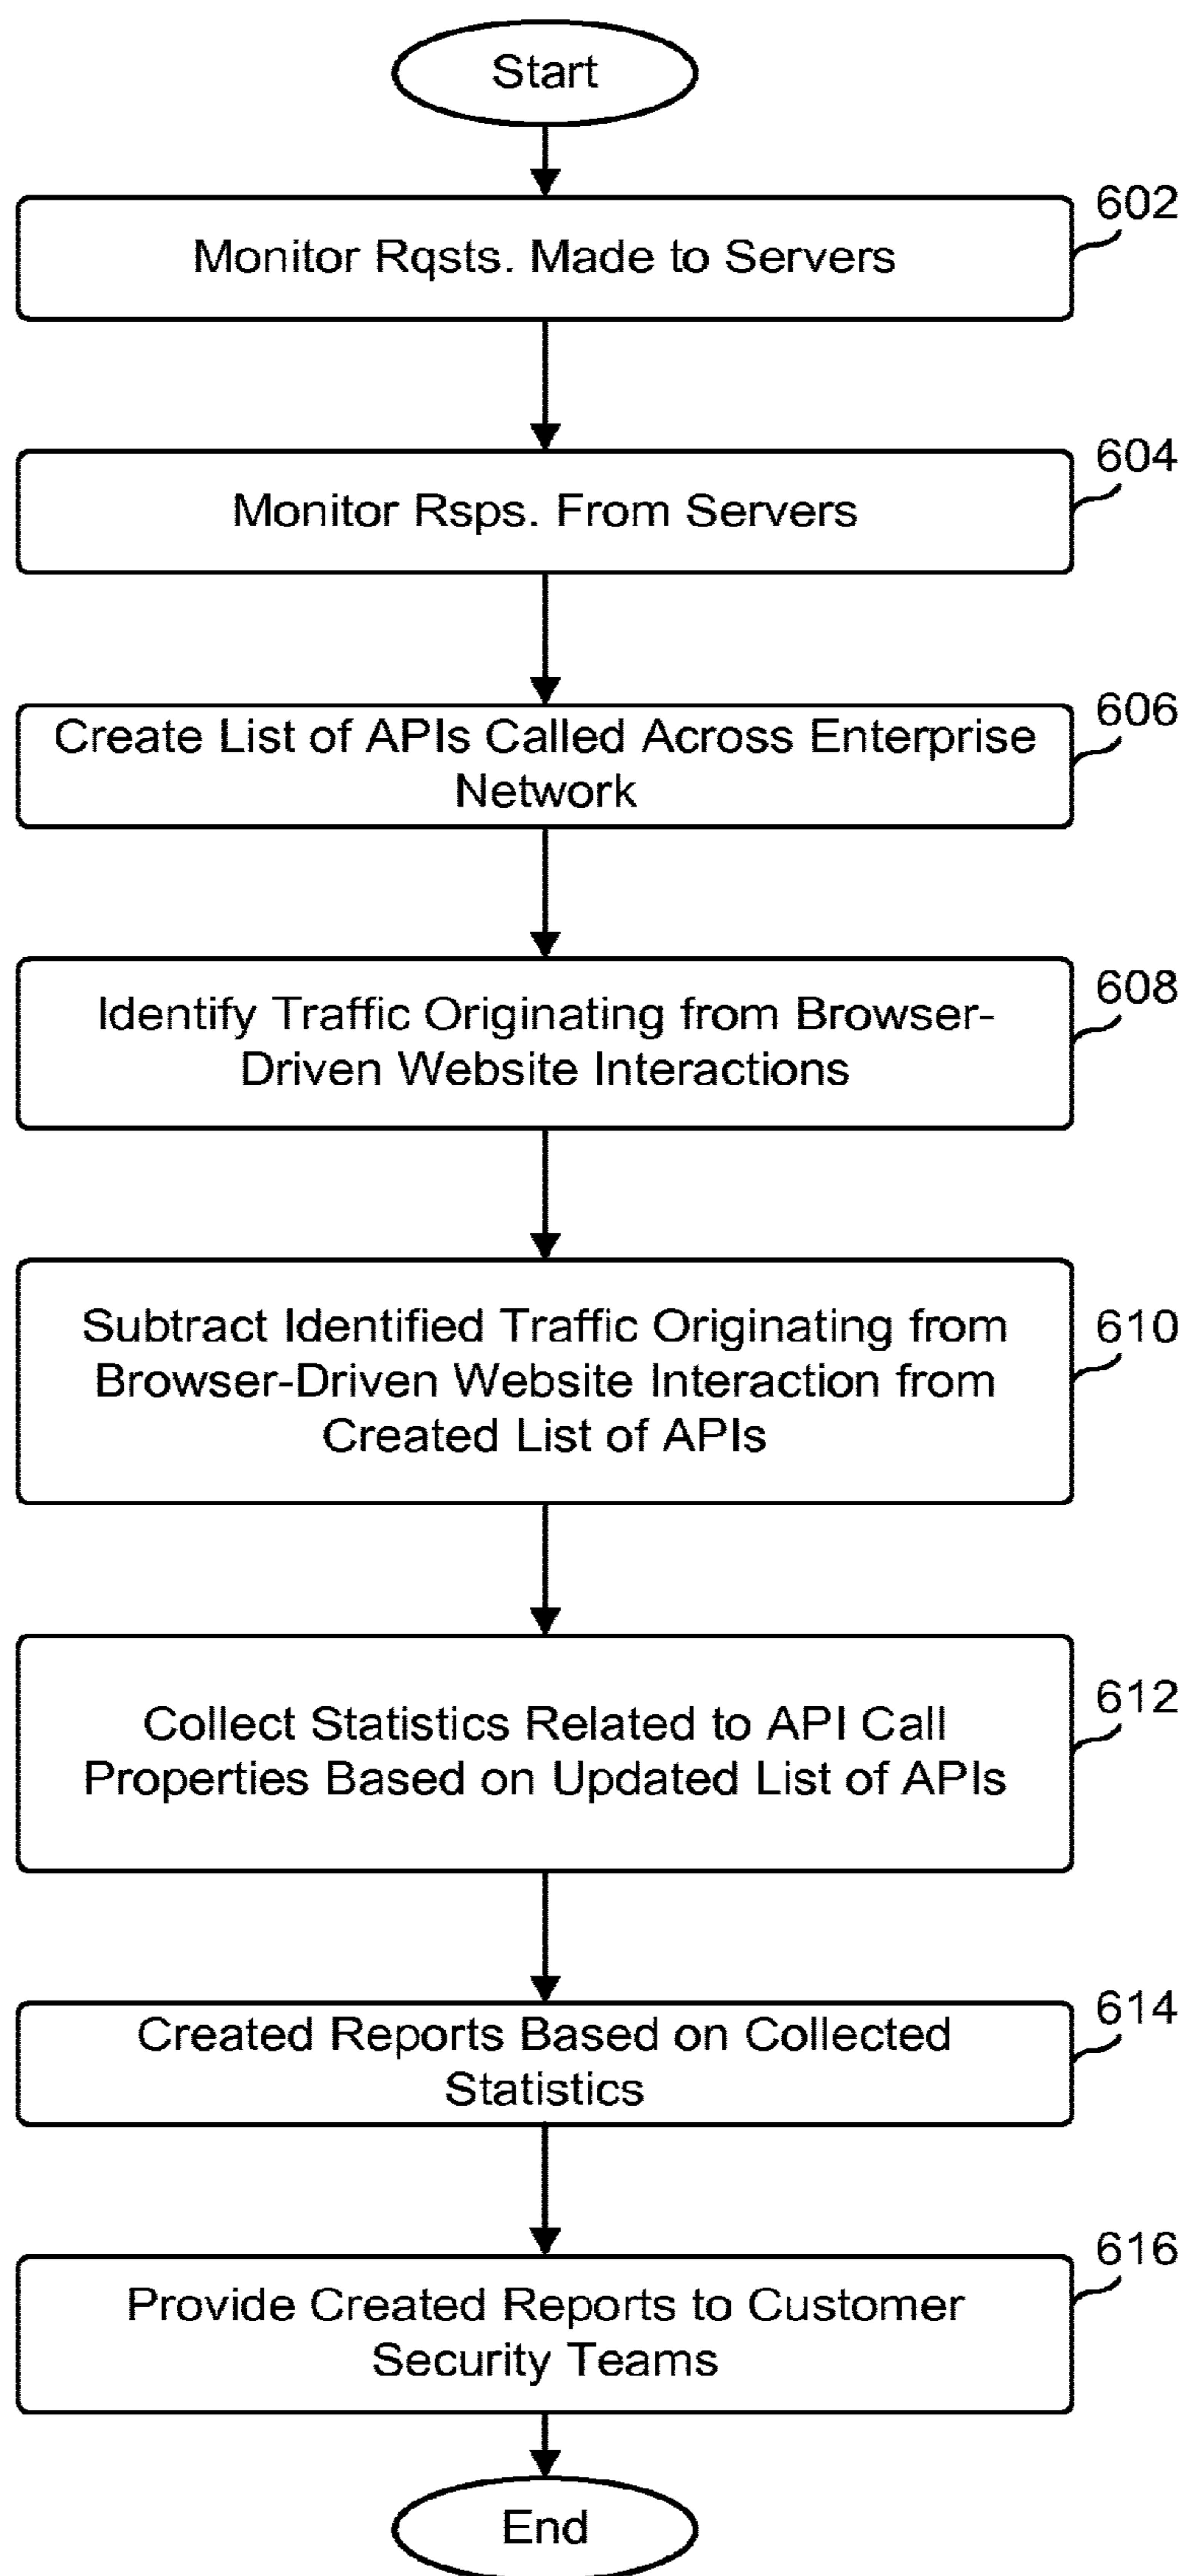 Start
602
Monitor Rqsts. Made to Servers
604
Monitor Rsps. From Servers
606
Create List of APIs Called Across Enterprise
Network
608
Identify Traffic Originating from Browser-
Driven Website Interactions
610
Subtract Identified Traffic Originating from
Browser-Driven Website Interaction from
Created List of APIs
612
Collect Statistics Related to API Call
Properties Based on Updated List of APIs
614
Created Reports Based on Collected
Statistics
616
Provide Created Reports to Customer
Security Teams
End